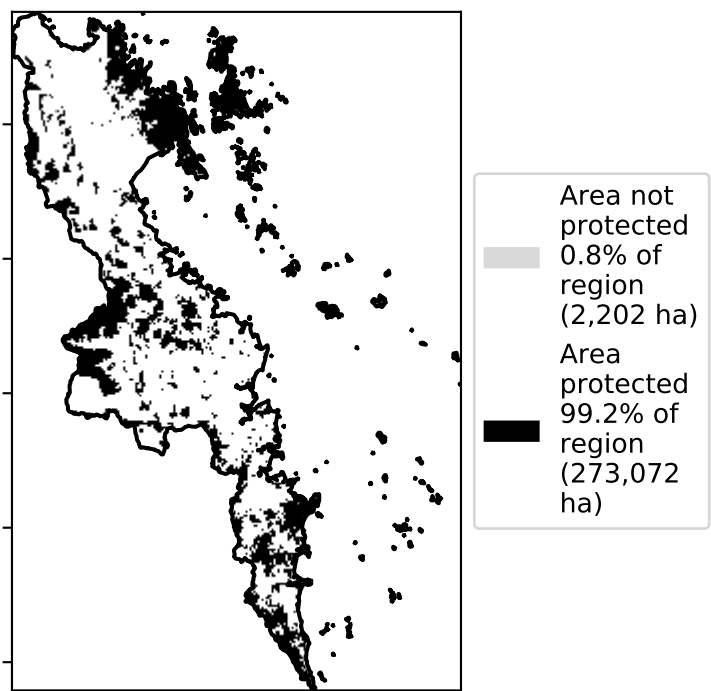 Area not
protected
0.8% of
region
(2,202 ha)
Area
protected
99.2% of
region
(273,072
ha)